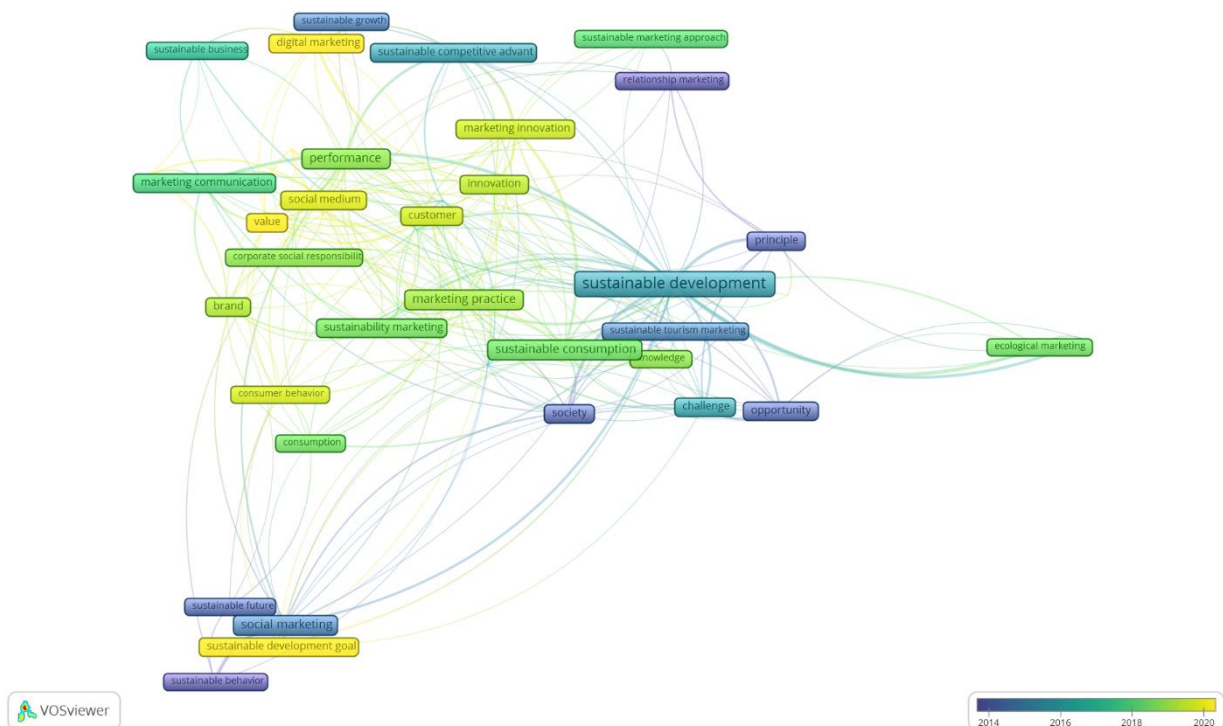 sustainable growth
digital marketing
sustainable business
sustainable competitive advant
sustainable marketing approach
relationship marketing
marketing innovation
performance
marketing communication
innovation
social medium
value
customer
principle
corporate social responsibilit
sustainable development
marketing practice
brand
sustainability marketing
sustainable tourism marketing
sustainable consumption
nowledge
ecological marketing
consumer behavior
society
challenge
opportunity
consumption
sustainable future
social marketing
sustainable development goal
sustainable behavior
VOSviewer
2014 2016 2018 2020